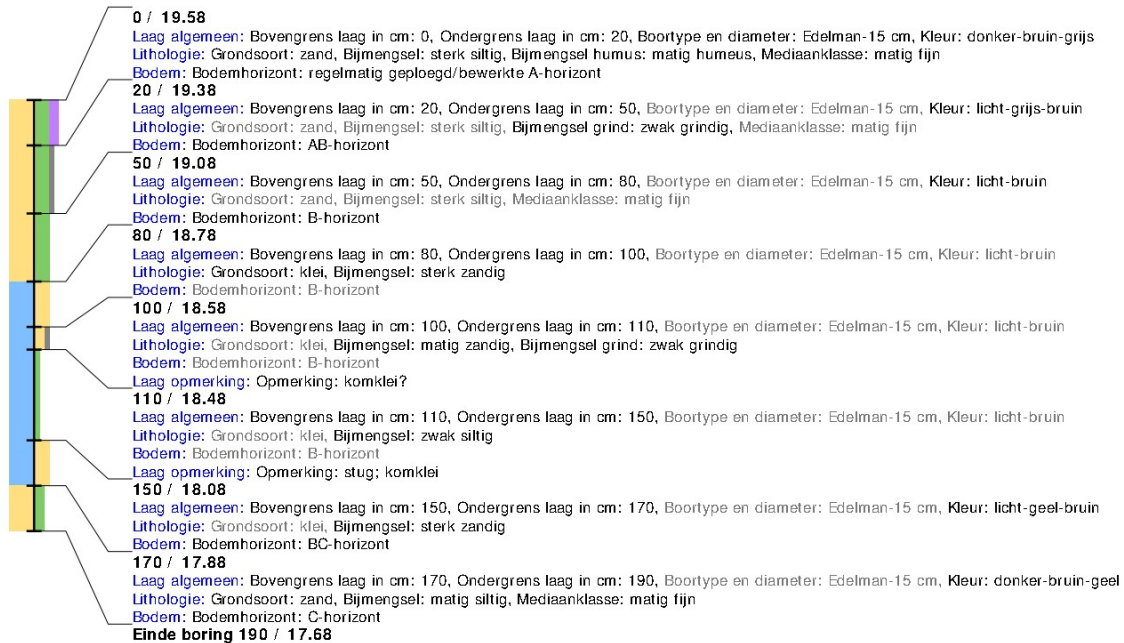 0 / 19.58
Laag algemeen: Bovengrens laag in cm: 0, Ondergrens laag in cm: 20, Boortype en diameter: Edelman-15 cm, Kleur: donker-bruin-grijs
Lithologie: Grondsoort: zand, Bijmengsel: sterk siltig, Bijmengsel humus: matig humeus, Mediaanklasse: matig fijn
Bodem: Bodemhorizont: regelmatig geploegd/bewerkte A-horizont
20 / 19.38
Laag algemeen: Bovengrens laag in cm: 20, Ondergrens laag in cm: 50, Boortype en diameter: Edelman-15 cm, Kleur: licht-grijs-bruin
Lithologie: Grondsoort: zand, Bijmengsel: sterk siltig, Bijmengsel grind: zwak grindig, Mediaanklasse: matig fijn
Bodem: Bodemhorizont: AB-horizont
50 / 19.08
Laag algemeen: Bovengrens laag in cm: 50, Ondergrens laag in cm: 80, Boortype en diameter: Edelman-15 cm, Kleur: licht-bruin
Lithologie: Grondsoort: zand, Bijmengsel: sterk siltig, Mediaanklasse: matig fijn
Bodem: Bodemhorizont: B-horizont
80 / 18.78
Laag algemeen: Bovengrens laag in cm: 80, Ondergrens laag in cm: 100, Boortype en diameter: Edelman-15 cm, Kleur: licht-bruin
Lithologie: Grondsoort: klei, Bijmengsel: sterk zandig
Bodem: Bodemhorizont: B-horizont
100 / 18.58
Laag algemeen: Bovengrens laag in cm: 100, Ondergrens laag in cm: 110, Boortype en diameter: Edelman-15 cm, Kleur: licht-bruin
Lithologie: Grondsoort: klei, Bijmengsel: matig zandig, Bijmengsel grind: zwak grindig
Bodem: Bodemhorizont: B-horizont
Laag opmerking: Opmerking: komklei?
110 / 18.48
Laag algemeen: Bovengrens laag in cm: 110, Ondergrens laag in cm: 150, Boortype en diameter: Edelman-15 cm, Kleur: licht-bruin
Lithologie: Grondsoort: klei, Bijmengsel: zwak siltig
Bodem: Bodemhorizont: B-horizont
Laag opmerking: Opmerking: stug; komklei
150 / 18.08
Laag algemeen: Bovengrens laag in cm: 150, Ondergrens laag in cm: 170, Boortype en diameter: Edelman-15 cm, Kleur: licht-geel-bruin
Lithologie: Grondsoort: klei, Bijmengsel: sterk zandig
Bodem: Bodemhorizont: BC-horizont
170 / 17.88
Laag algemeen: Bovengrens laag in cm: 170, Ondergrens laag in cm: 190, Boortype en diameter: Edelman-15 cm, Kleur: donker-bruin-geel
Lithologie: Grondsoort: zand, Bijmengsel: matig siltig, Mediaanklasse: matig fijn
Bodem: Bodemhorizont: C-horizont
Einde boring 190 / 17.68